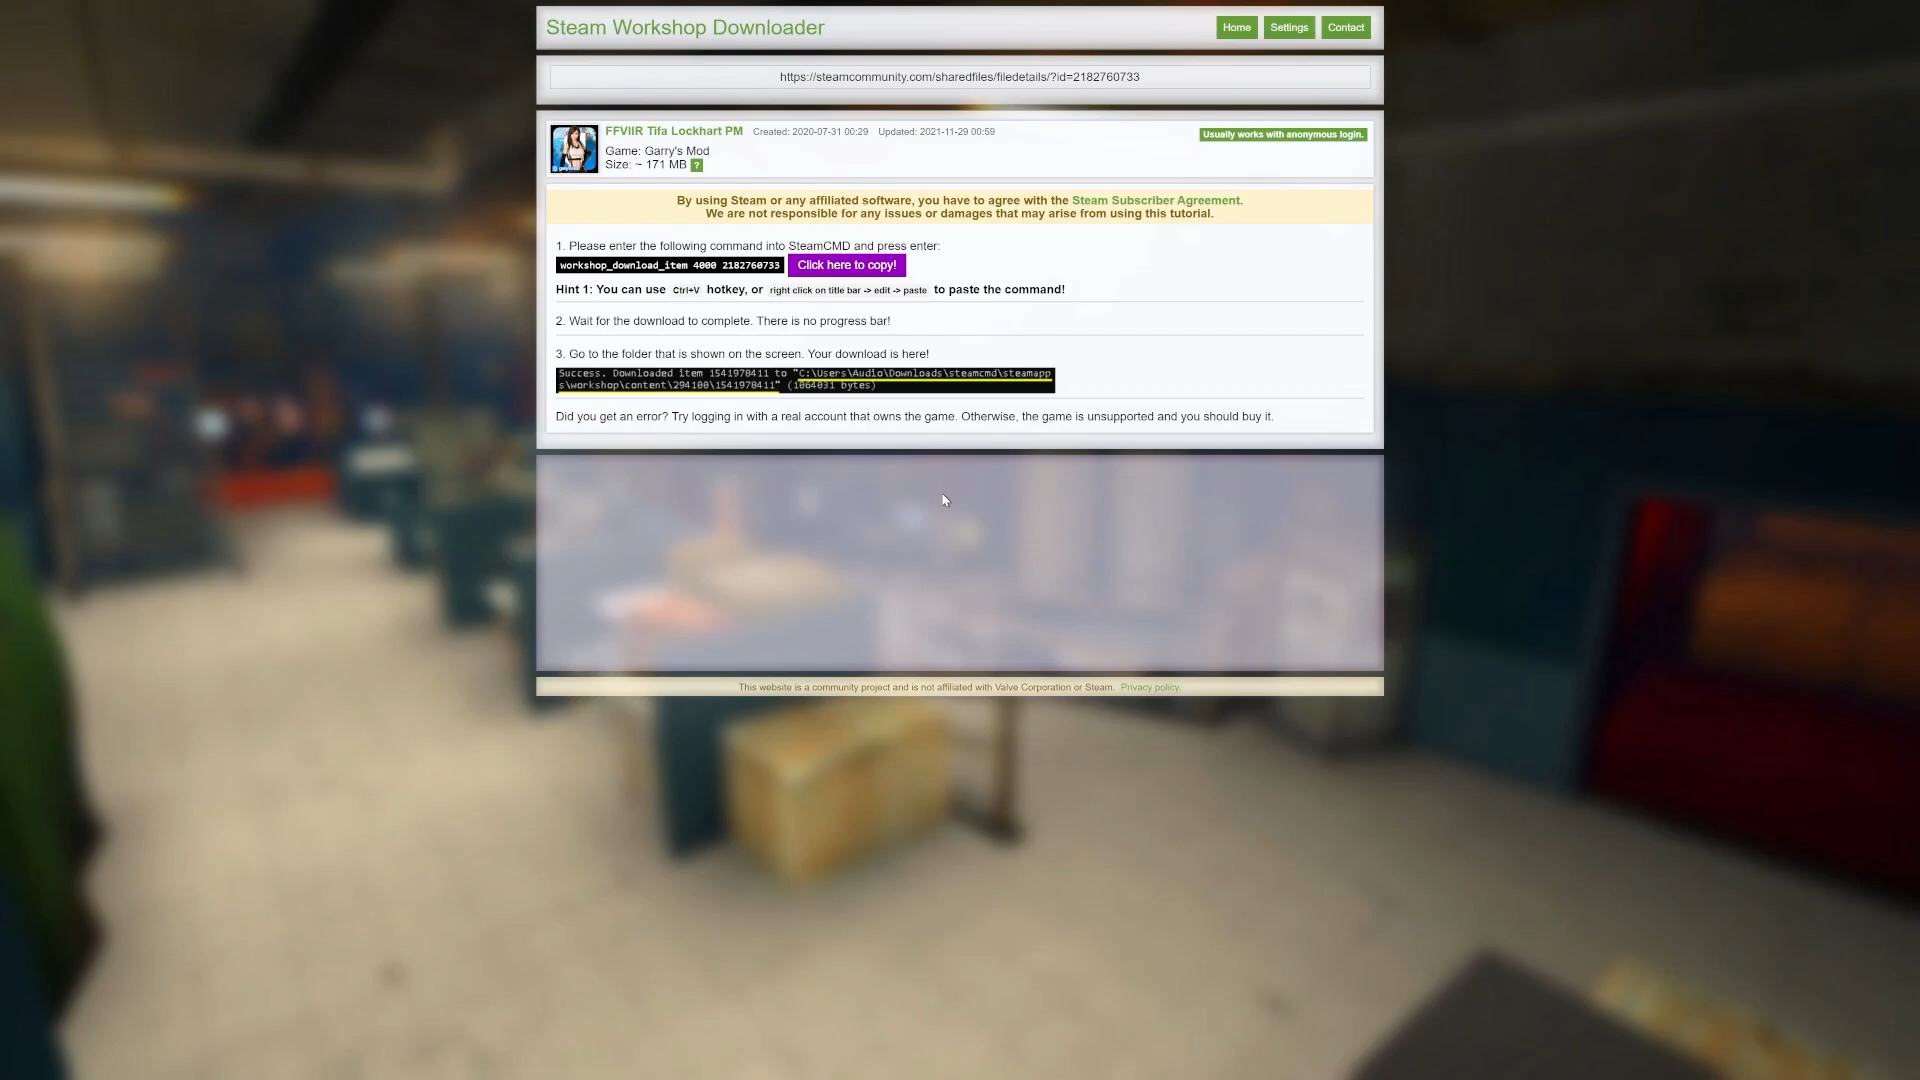 Steam Workshop Downloader
Home Settings Contact
https://steamcommunity.com/sharedfiles/filedetails/?id=2182760733
FFVIIR Tifa Lockhart PM Created: 2020-07-31 00:29 Updated: 2021-11-29 00:59
Usually works with anonymous login.
Game: Garry's Mod
Size: ~ 171 MB ?
By using Steam or any affiliated software, you have to agree with the Steam Subscriber Agreement.
We are not responsible for any issues or damages that may arise from using this tutorial.
1. Please enter the following command into SteamCMD and press enter:
workshop_download_item 4000 2182760733 Click here to copy!
Hint 1: You can use Ctrl+V hotkey, or right click on title bar -> edit -> paste to paste the command!
2. Wait for the download to complete. There is no progress bar!
3. Go to the folder that is shown on the screen. Your download is here!
Success. Downloaded item 1541970411 to "C:\Users\Audio\Downloads\steamcmd\steamapp
s\workshop\content\294100\1541970411" (1064031 bytes)
Did you get an error? Try logging in with a real account that owns the game. Otherwise, the game is unsupported and you should buy it.
This website is a community project and is not affiliated with Valve Corporation or Steam. Privacy policy.